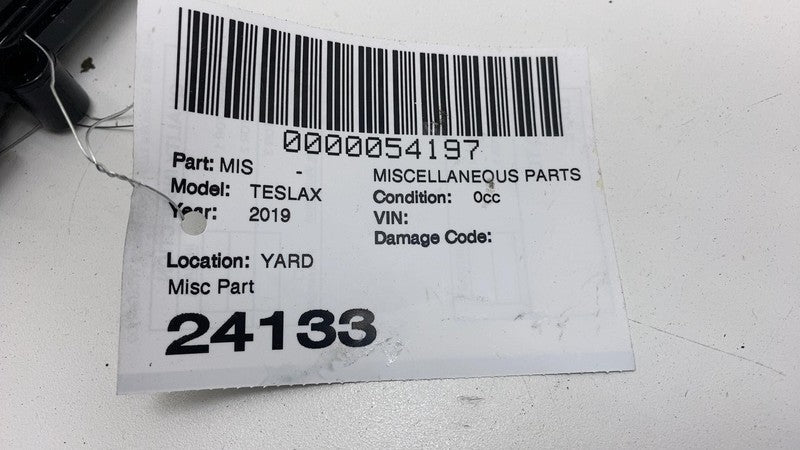 0000054197
Part: MIS - MISCELLANEOUS PARTS
Model: TESLAX Condition: 0cc
Year: 2019 VIN:
Damage Code:
Location: YARD
Misc Part
24133